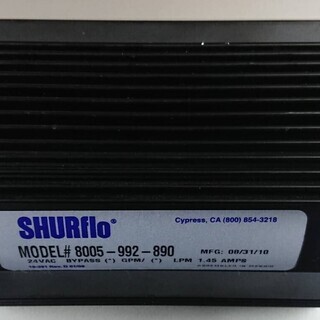 SHURflo®
Cypress, CA (800) 854-3218
MODEL# 8005-992-890 MFG: 08/31/10
24VAC BYPASS (*) GPM/ (*) LPM 1.45 AMPS